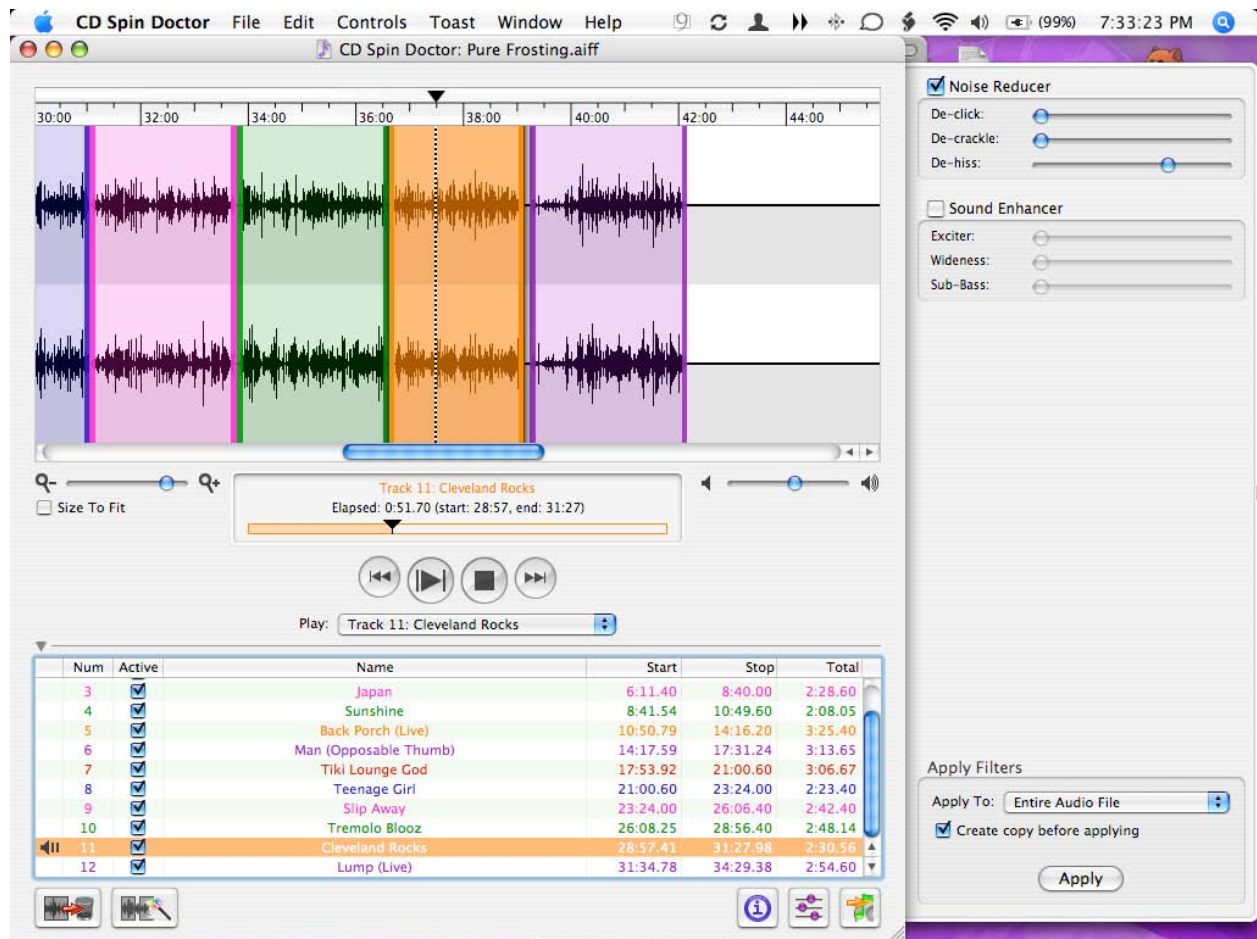 CD Spin Doctor File Edit Controls Toast Window Help (99%) 7:33:23 PM
CD Spin Doctor: Pure Frosting.aiff
30:00 32:00 34:00 36:00 38:00 40:00 42:00 44:00
Size To Fit
Track 11: Cleveland Rocks
Elapsed: 0:51.70 (start: 28:57, end: 31:27)
Play: Track 11: Cleveland Rocks
Num Active Name Start Stop Total
3 Japan 6:11.40 8:40.00 2:28.60
4 Sunshine 8:41.54 10:49.60 2:08.05
5 Back Porch (Live) 10:50.79 14:16.20 3:25.40
6 Man (Opposable Thumb) 14:17.59 17:31.24 3:13.65
7 Tiki Lounge God 17:53.92 21:00.60 3:06.67
8 Teenage Girl 21:00.60 23:24.00 2:23.40
9 Slip Away 23:24.00 26:06.40 2:42.40
10 Tremolo Blooz 26:08.25 28:56.40 2:48.14
11 Cleveland Rocks 28:57.41 31:27.98 2:30.56
12 Lump (Live) 31:34.78 34:29.38 2:54.60
Noise Reducer
De-click:
De-crackle:
De-hiss:
Sound Enhancer
Exciter:
Wideness:
Sub-Bass:
Apply Filters
Apply To: Entire Audio File
Create copy before applying
Apply